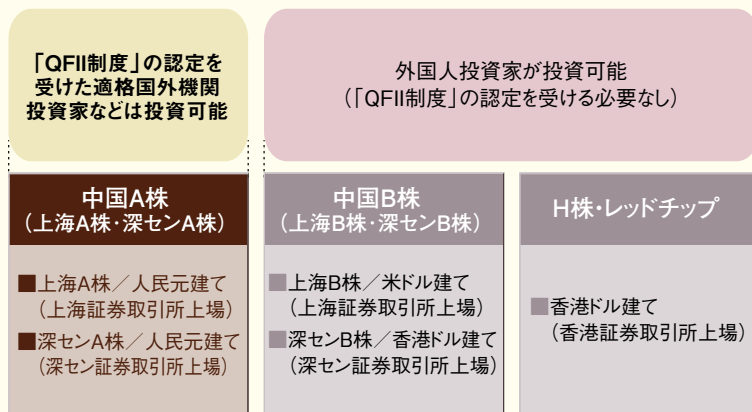 「QFII制度」の認定を
受けた適格国外機関
投資家などは投資可能
外国人投資家が投資可能
（「QFII制度」の認定を受ける必要なし）
中国A株
（上海A株・深センA株）
■上海A株／人民元建て
（上海証券取引所上場）
■深センA株／人民元建て
（深セン証券取引所上場）
中国B株
（上海B株・深センB株）
■上海B株／米ドル建て
（上海証券取引所上場）
■深センB株／香港ドル建て
（深セン証券取引所上場）
H株・レッドチップ
■香港ドル建て
（香港証券取引所上場）